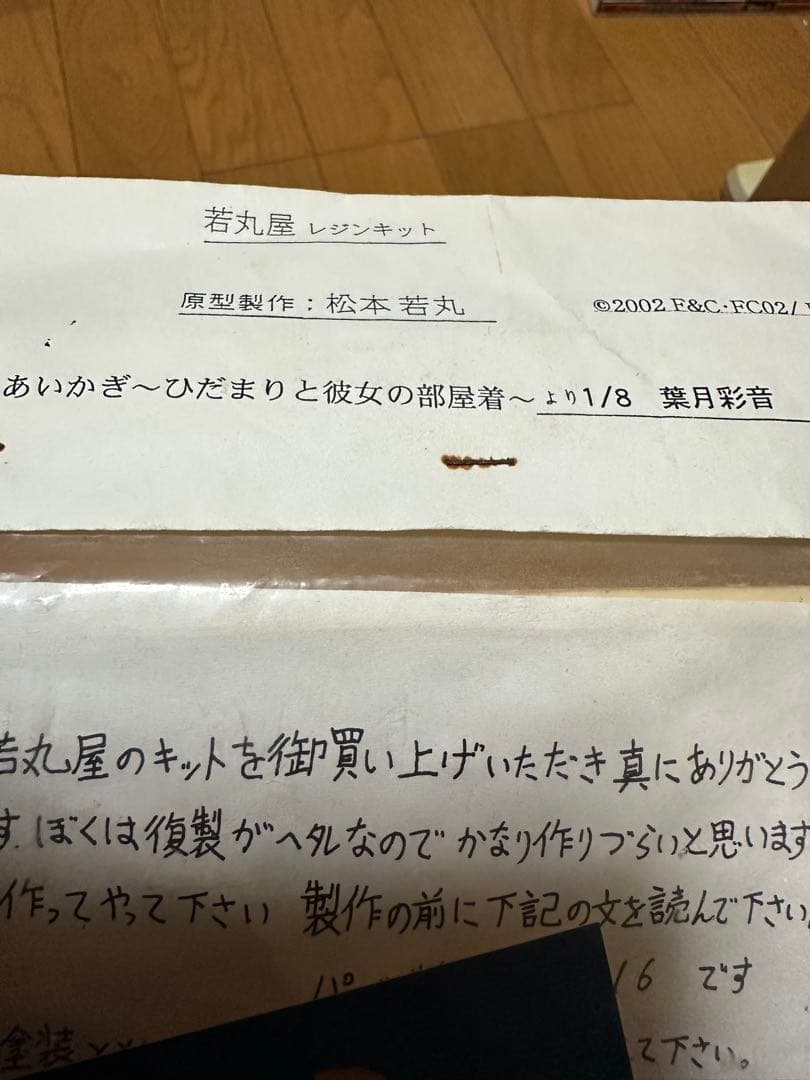 若丸屋 レジンキット
原型製作：松本若丸
©2002 F&C・FC02/
あいかぎ～ひだまりと彼女の部屋着～より1/8 葉月彩音
若丸屋のキットを御買い上げいただき真にありがとう
す。ぼくは復製がヘタレなのでかなり作りづらいと思います
作ってやって下さい 製作の前に下記の文を読んで下さい。
16 です
塗装
て下さい。